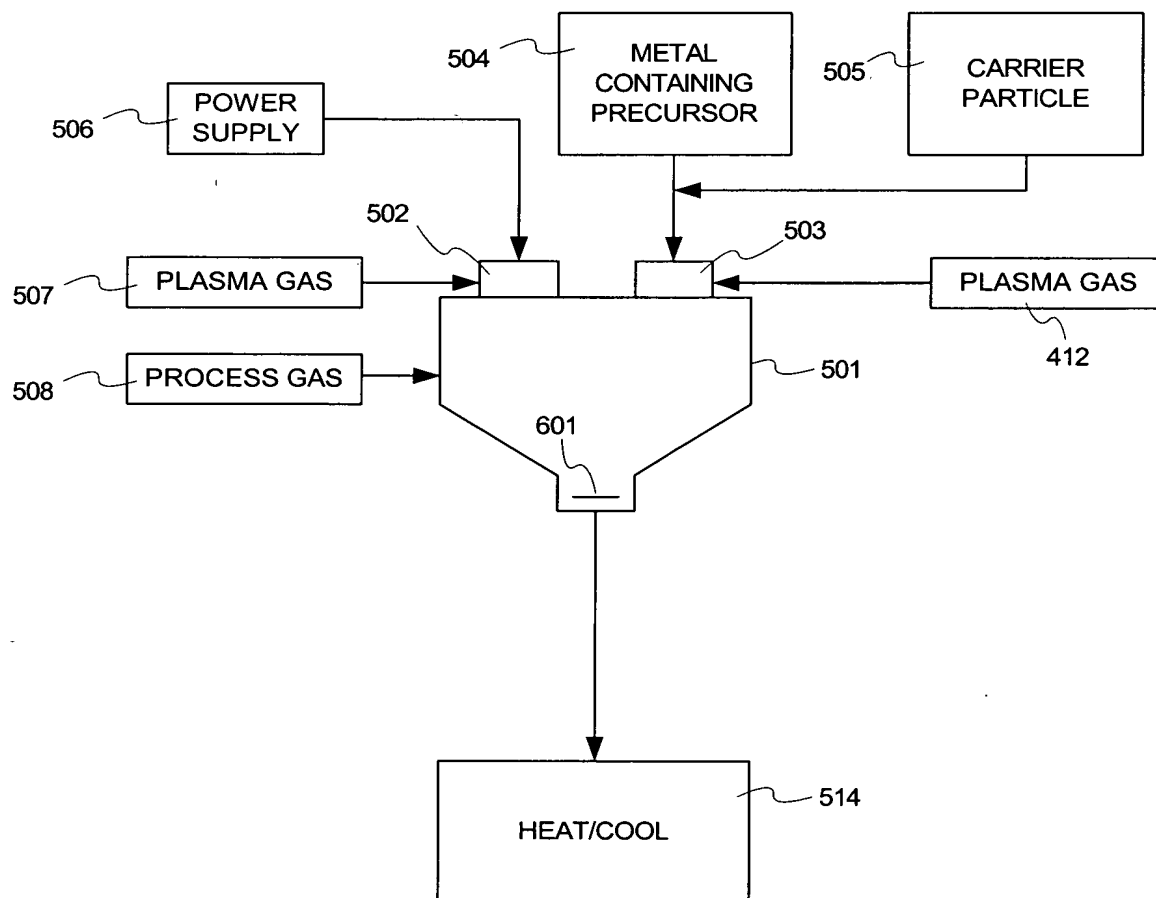 504
METAL
CONTAINING
PRECURSOR
505
CARRIER
PARTICLE
506
POWER
SUPPLY
502
503
507
PLASMA GAS
PLASMA GAS
412
508
PROCESS GAS
501
601
HEAT/COOL
514